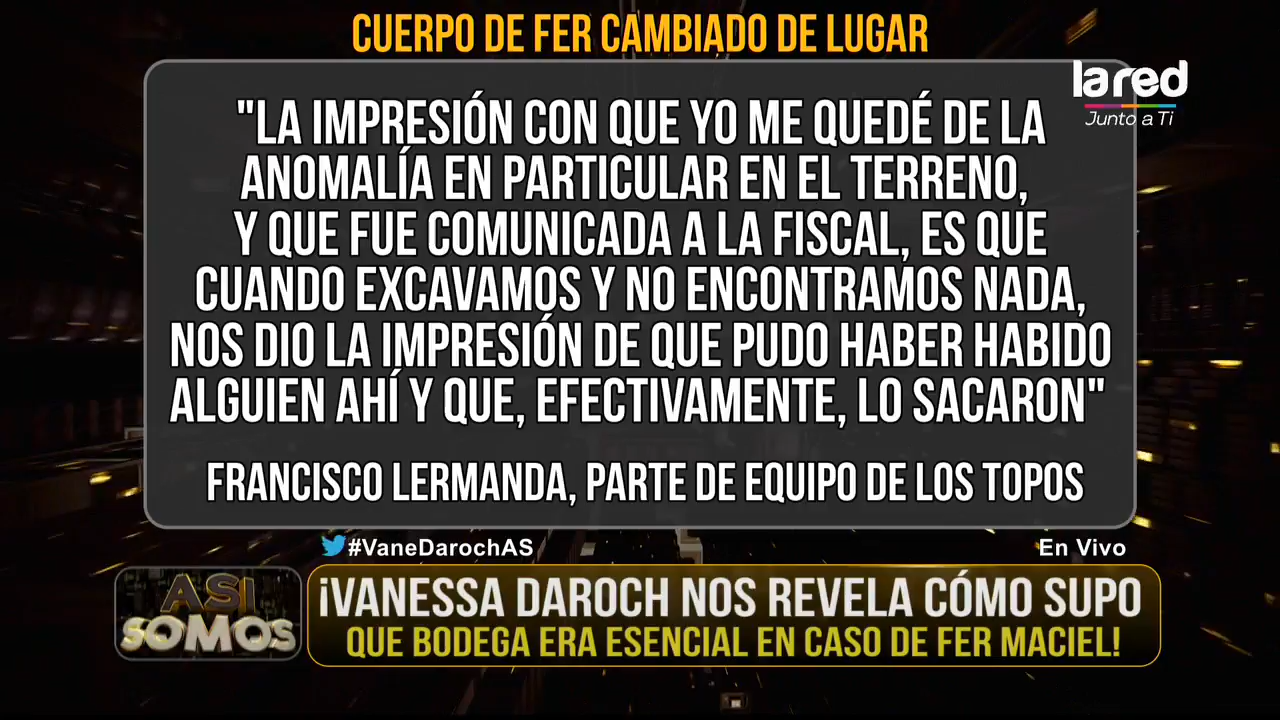 CUERPO DE FER CAMBIADO DE LUGAR
lared
Junto a Ti
"LA IMPRESIÓN CON QUE YO ME QUEDÉ DE LA
ANOMALÍA EN PARTICULAR EN EL TERRENO,
Y QUE FUE COMUNICADA A LA FISCAL, ES QUE
CUANDO EXCAVAMOS Y NO ENCONTRAMOS NADA,
NOS DIO LA IMPRESIÓN DE QUE PUDO HABER HABIDO
ALGUIEN AHÍ Y QUE, EFECTIVAMENTE, LO SACARON"
FRANCISCO LERMANDA, PARTE DE EQUIPO DE LOS TOPOS
#VaneDarochAS
En Vivo
ASI
SOMOS
¡VANESSA DAROCH NOS REVELA CÓMO SUPO
QUE BODEGA ERA ESENCIAL EN CASO DE FER MACIEL!